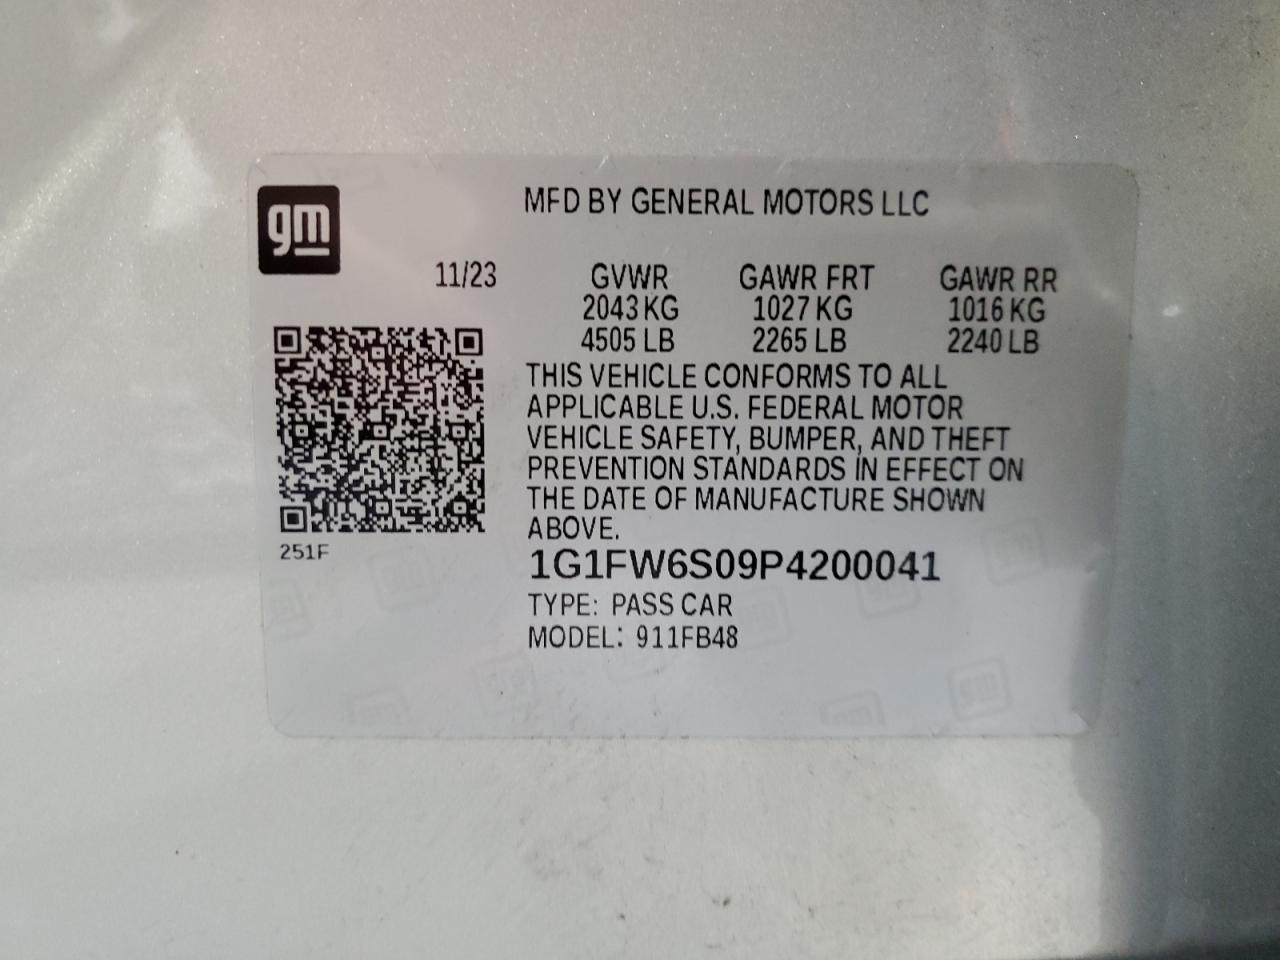 gm
MFD BY GENERAL MOTORS LLC
11/23 GVWR GAWR FRT GAWR RR
2043 KG 1027 KG 1016 KG
4505 LB 2265 LB 2240 LB
THIS VEHICLE CONFORMS TO ALL
APPLICABLE U.S. FEDERAL MOTOR
VEHICLE SAFETY, BUMPER, AND THEFT
PREVENTION STANDARDS IN EFFECT ON
THE DATE OF MANUFACTURE SHOWN
ABOVE.
251F
1G1FW6S09P4200041
TYPE: PASS CAR
MODEL: 911FB48